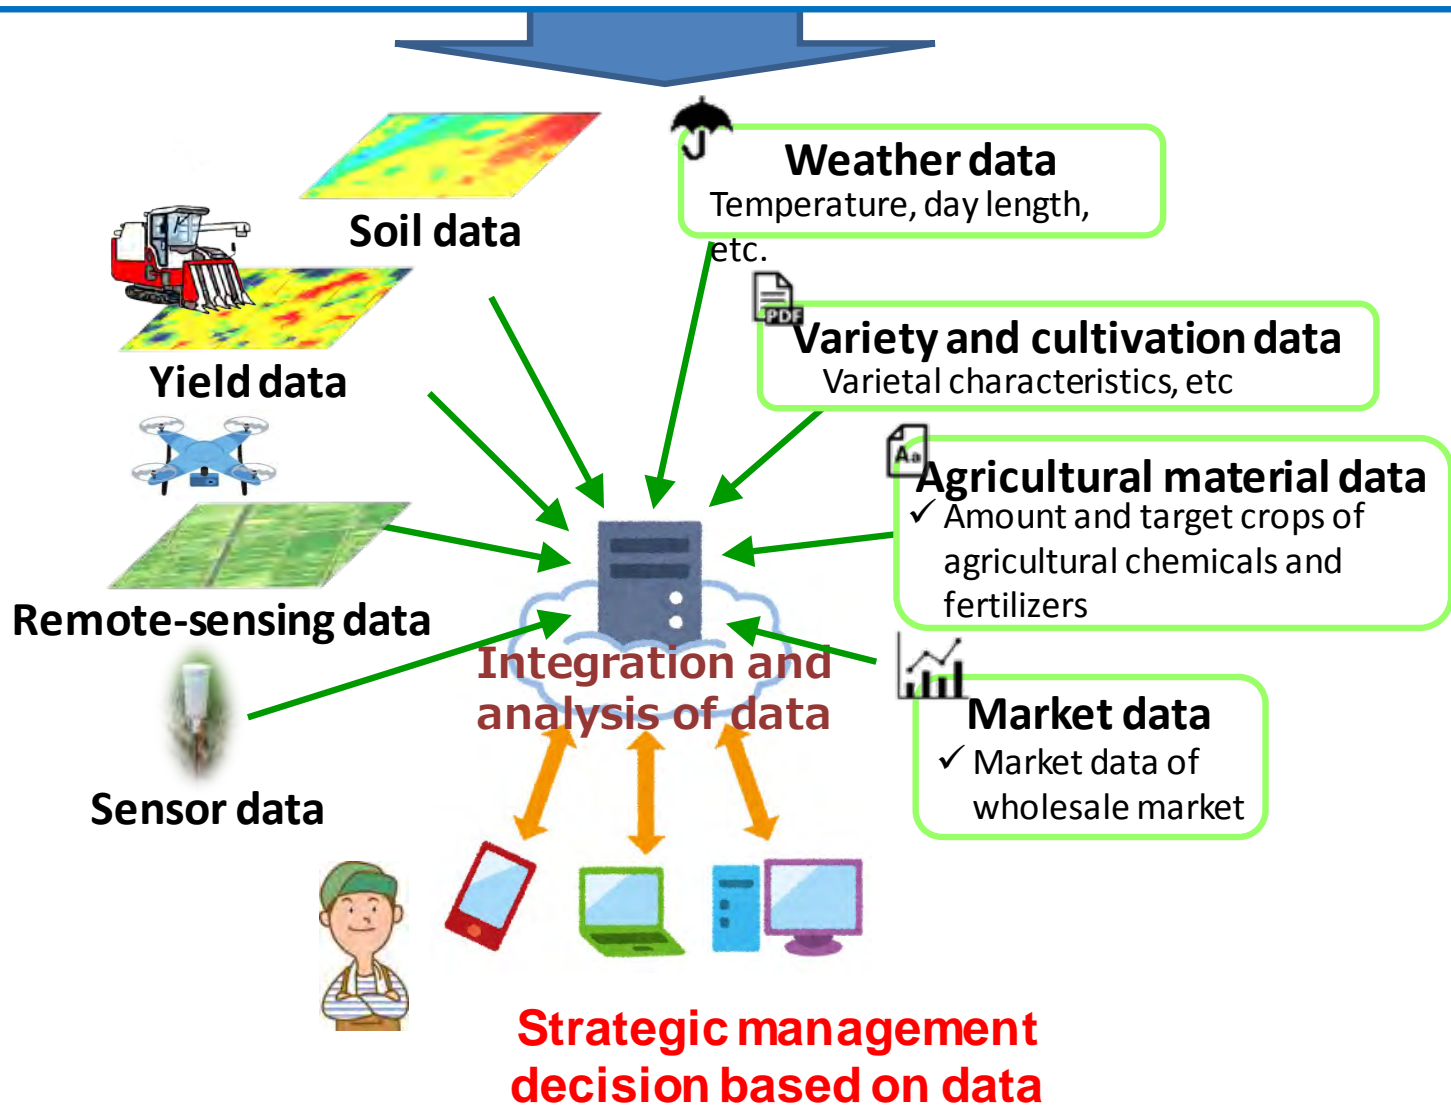 Soil data
Yield data
Remote-sensing data
Sensor data
Weather data
Temperature, day length,
etc.
PDF
Variety and cultivation data
Varietal characteristics, etc
Aa
Agricultural material data
✓ Amount and target crops of
agricultural chemicals and
fertilizers
Market data
✓ Market data of
wholesale market
Integration and
analysis of data
Strategic management
decision based on data